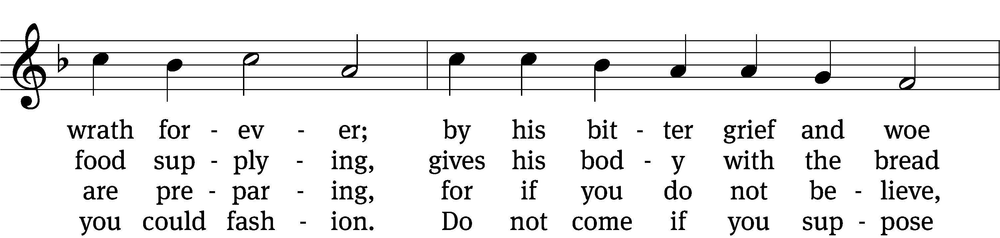 wrath for - ev - er; by his bit - ter grief and woe
food sup - ply - ing, gives his bod - y with the bread
are pre - par - ing, for if you do not be - lieve,
you could fash - ion. Do not come if you sup - pose